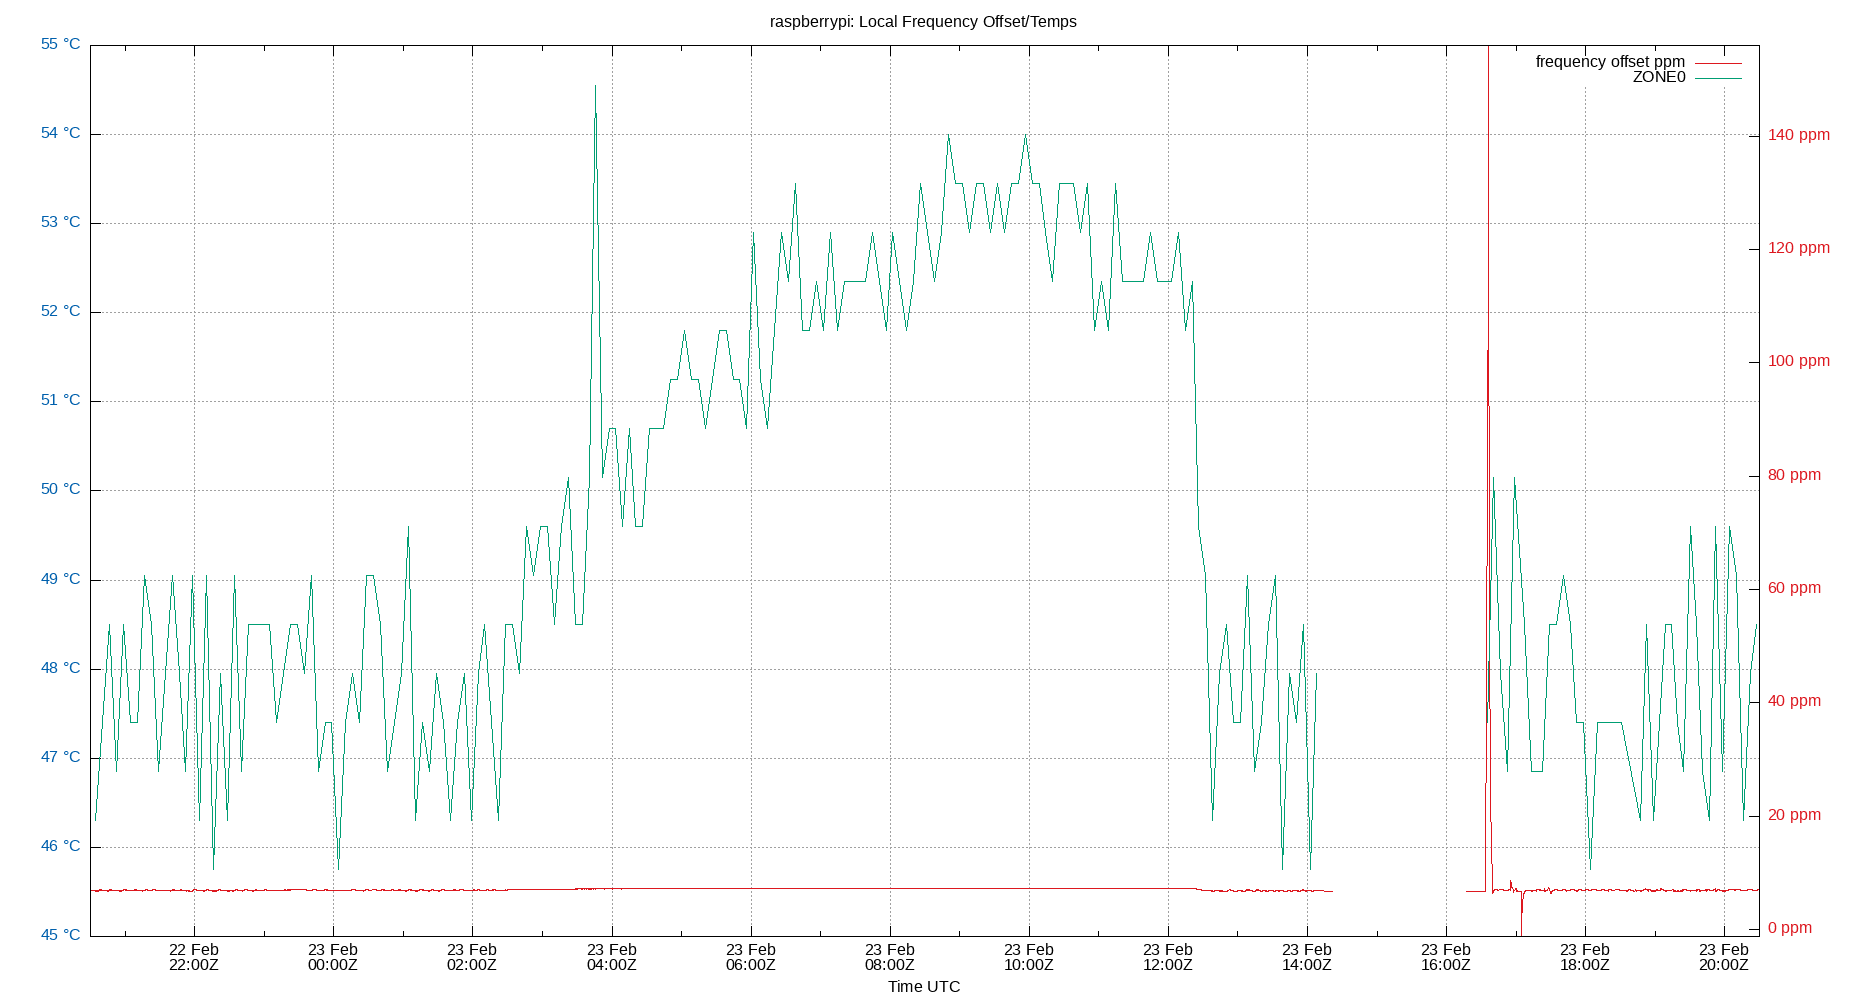 raspberrypi: Local Frequency Offset/Temps
55 °C
54 °C
53 °C
52 °C
51 °C
50 °C
49 °C
48 °C
47 °C
46 °C
45 °C
frequency offset ppm
ZONE0
140 ppm
120 ppm
100 ppm
80 ppm
60 ppm
40 ppm
20 ppm
0 ppm
22 Feb
22:00Z
23 Feb
00:00Z
23 Feb
02:00Z
23 Feb
04:00Z
23 Feb
06:00Z
23 Feb
08:00Z
23 Feb
10:00Z
23 Feb
12:00Z
23 Feb
14:00Z
23 Feb
16:00Z
23 Feb
18:00Z
23 Feb
20:00Z
Time UTC